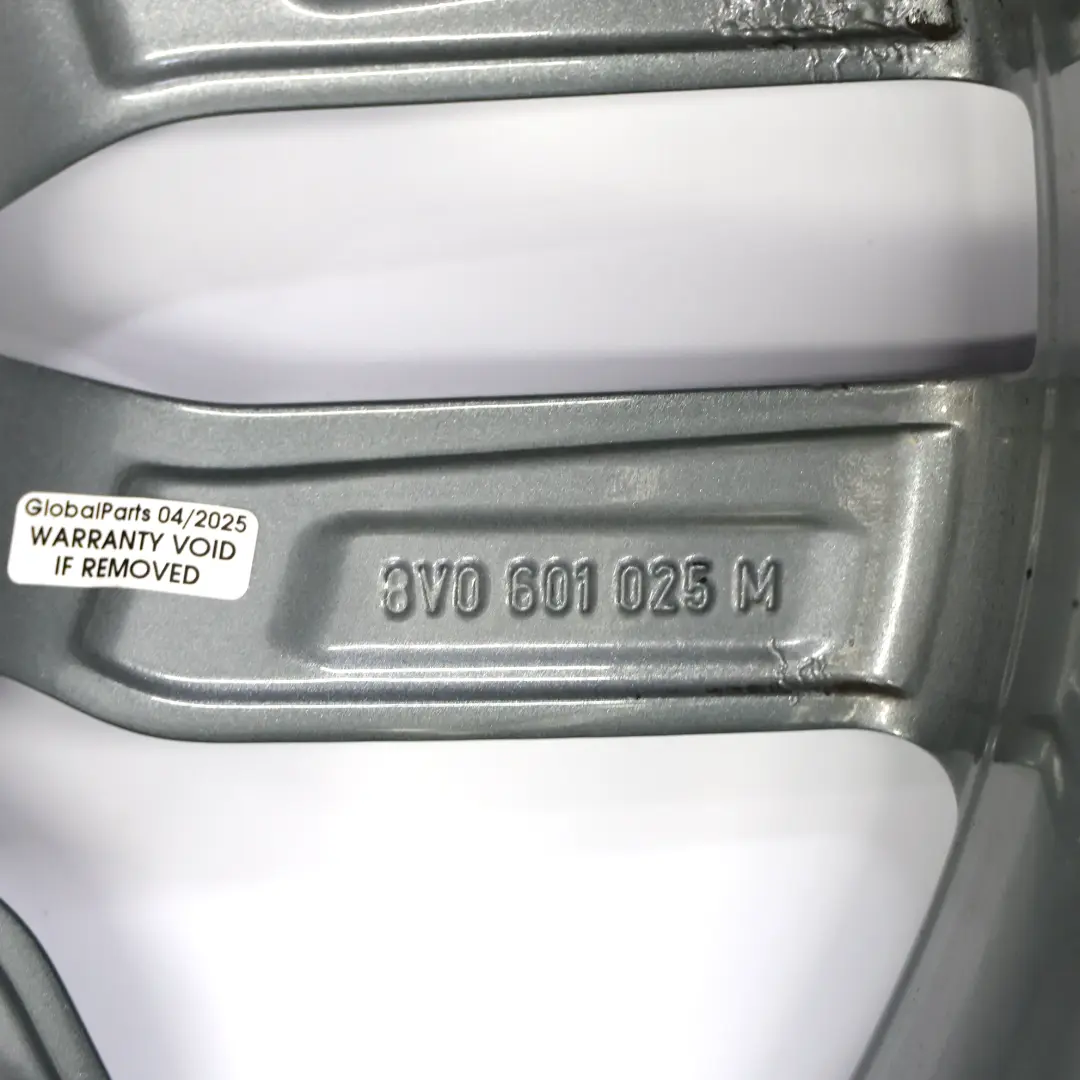 GlobalParts 04/2025
WARRANTY VOID
IF REMOVED
8V0 601 025 M